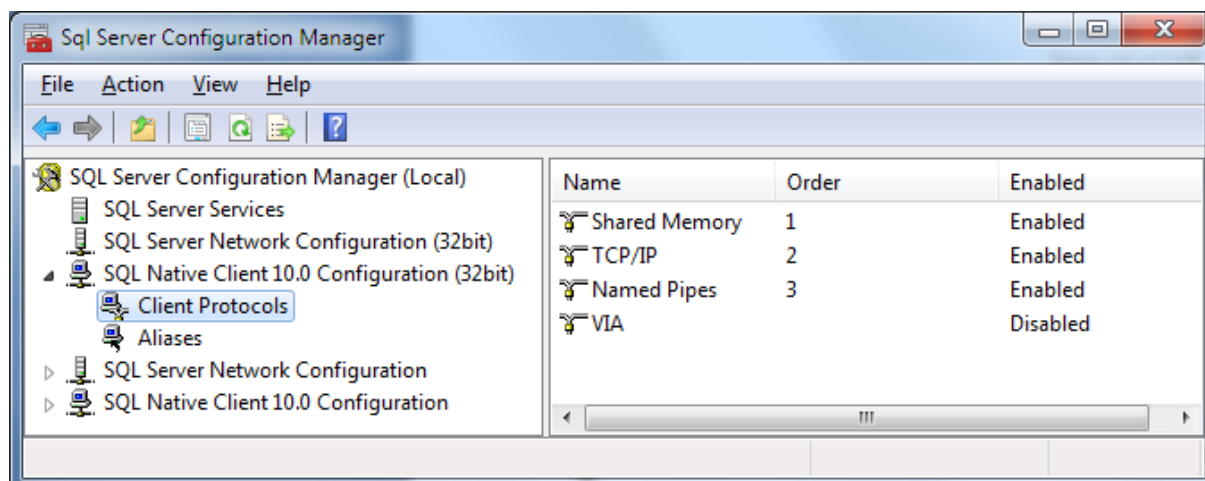 Sql Server Configuration Manager
File Action View Help
SQL Server Configuration Manager (Local)
SQL Server Services
SQL Server Network Configuration (32bit)
SQL Native Client 10.0 Configuration (32bit)
Client Protocols
Aliases
SQL Server Network Configuration
SQL Native Client 10.0 Configuration
Name Order Enabled
Shared Memory 1 Enabled
TCP/IP 2 Enabled
Named Pipes 3 Enabled
VIA Disabled